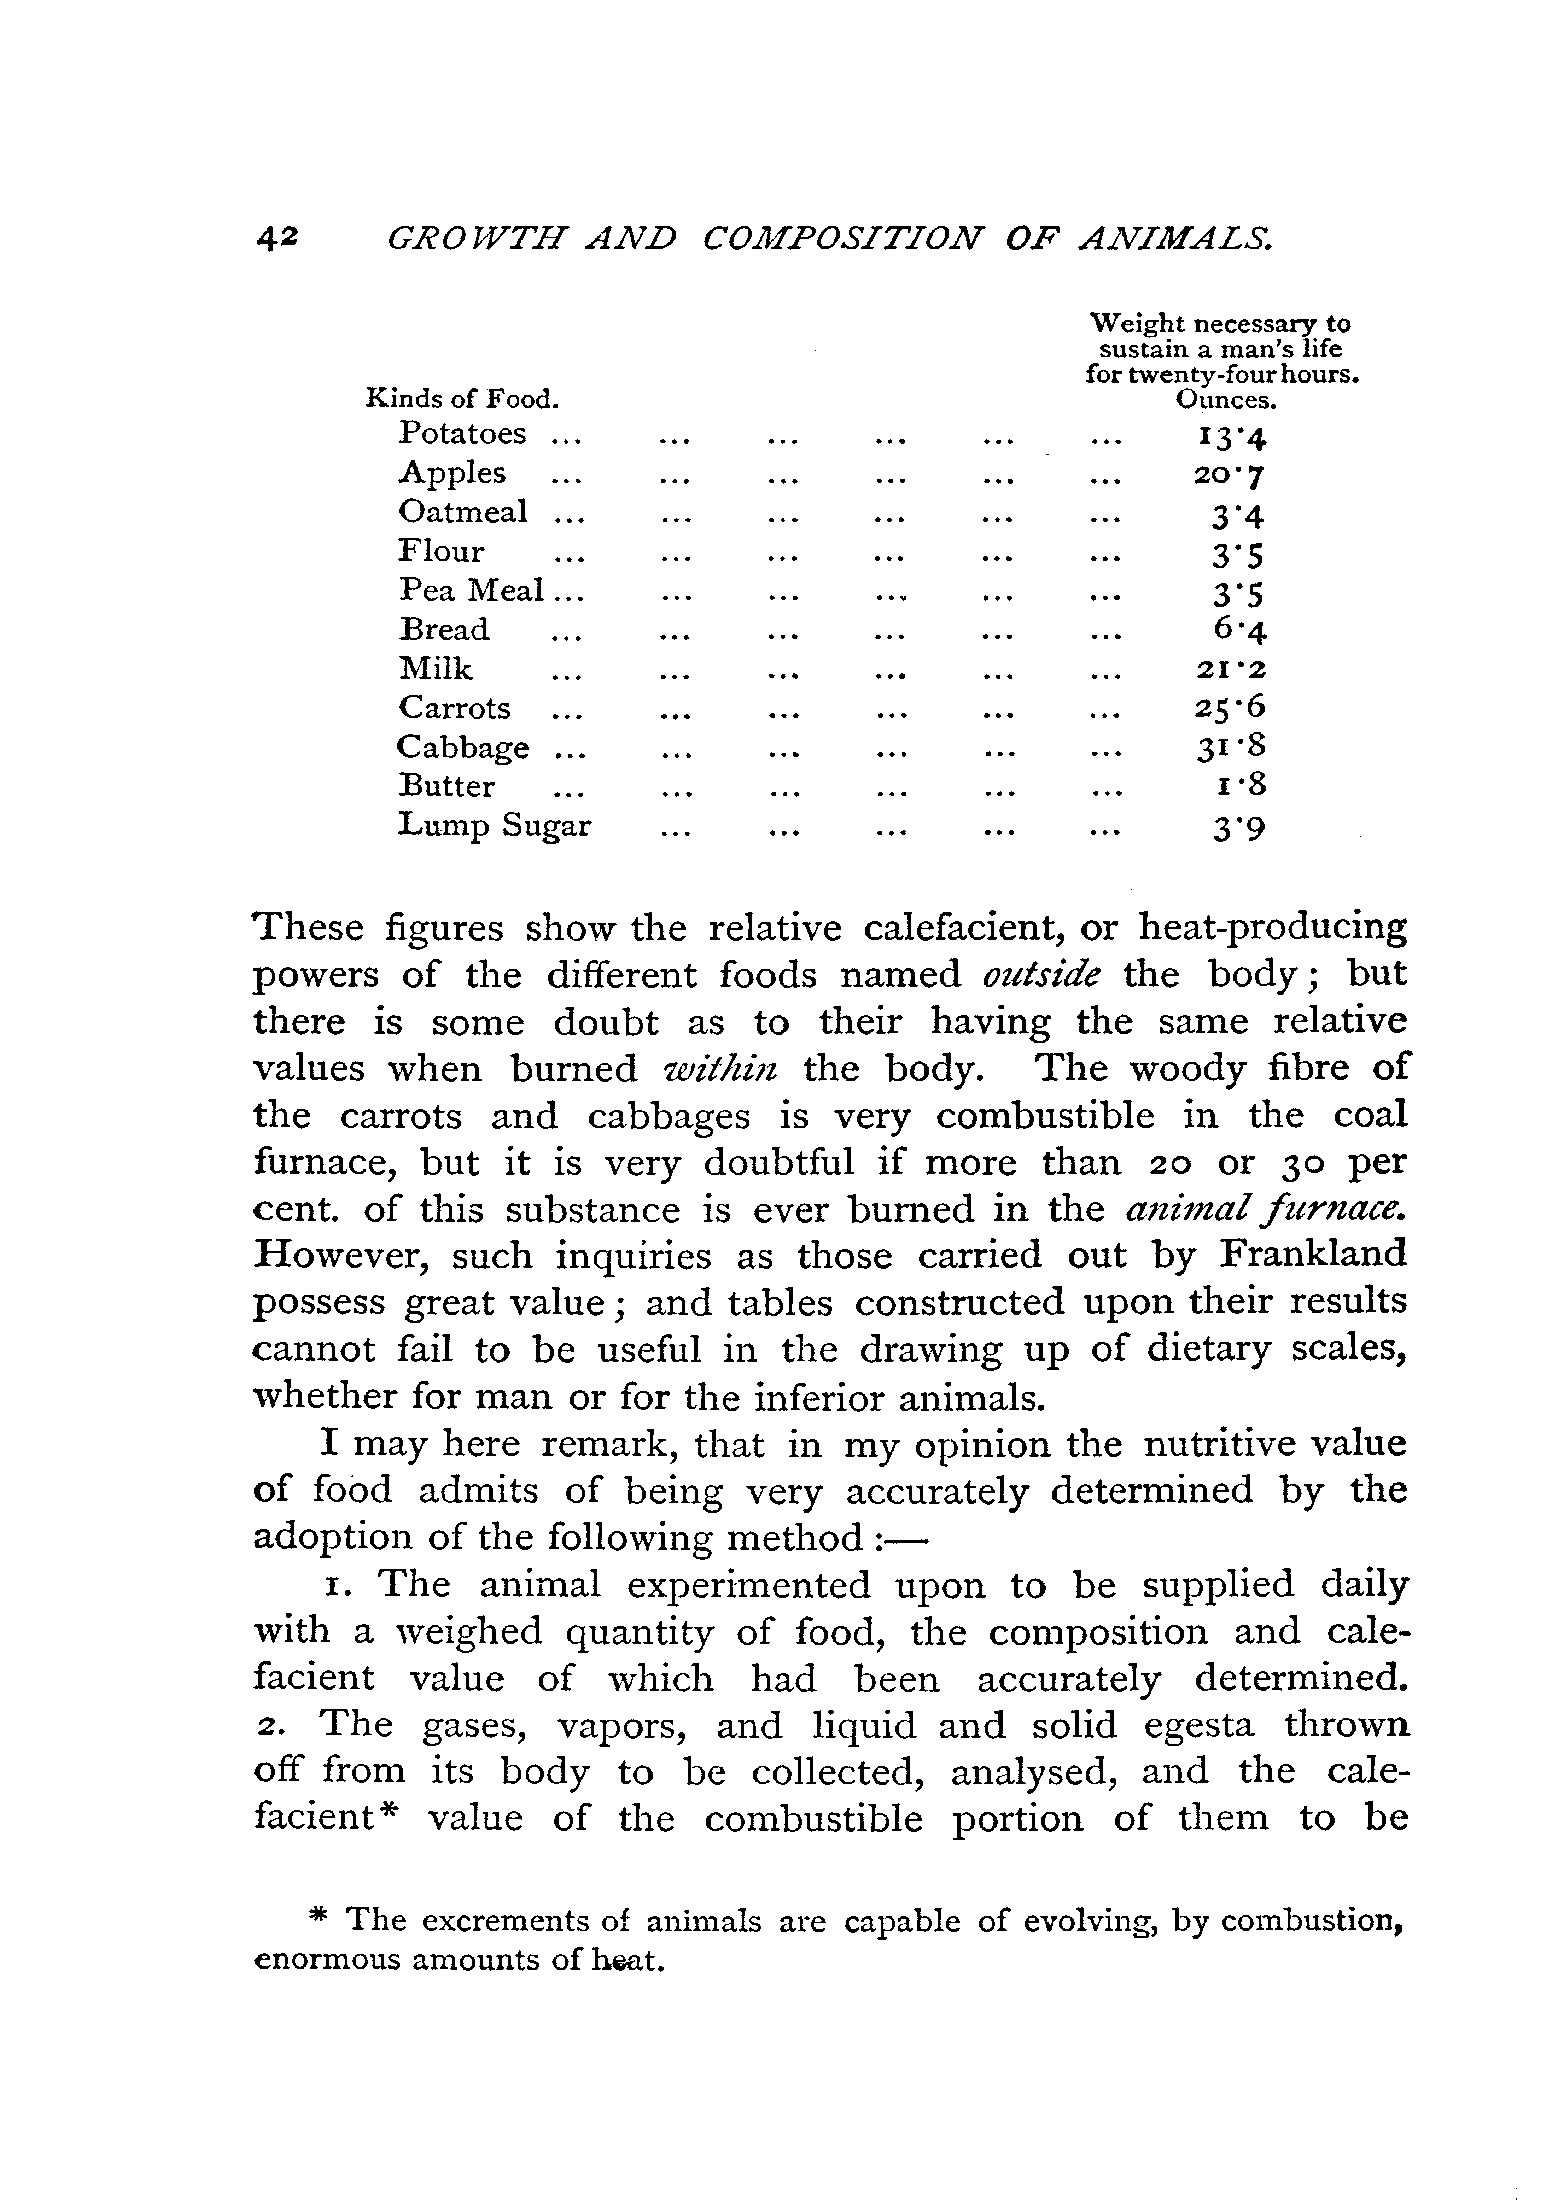 42 GROWTH AND COMPOSITION OF ANIMALS.
Weight necessary to
sustain a man's life
for twenty-four hours.
Kinds of Food. Ounces.
Potatoes ... ... ... ... ... ... 13·4
Apples ... ... ... ... ... ... 20·7
Oatmeal ... ... ... ... ... ... 3·4
Flour ... ... ... ... ... ... 3·5
Pea Meal ... ... ... ... ... ... 3·5
Bread ... ... ... ... ... ... 6·4
Milk ... ... ... ... ... ... 21·2
Carrots ... ... ... ... ... ... 25·6
Cabbage ... ... ... ... ... ... 31·8
Butter ... ... ... ... ... ... 1·8
Lump Sugar ... ... ... ... ... 3·9
These figures show the relative calefacient, or heat-producing
powers of the different foods named outside the body; but
there is some doubt as to their having the same relative
values when burned within the body. The woody fibre of
the carrots and cabbages is very combustible in the coal
furnace, but it is very doubtful if more than 20 or 30 per
cent. of this substance is ever burned in the animal furnace.
However, such inquiries as those carried out by Frankland
possess great value; and tables constructed upon their results
cannot fail to be useful in the drawing up of dietary scales,
whether for man or for the inferior animals.
I may here remark, that in my opinion the nutritive value
of food admits of being very accurately determined by the
adoption of the following method :—
1. The animal experimented upon to be supplied daily
with a weighed quantity of food, the composition and cale-
facient value of which had been accurately determined.
2. The gases, vapors, and liquid and solid egesta thrown
off from its body to be collected, analysed, and the cale-
facient* value of the combustible portion of them to be
* The excrements of animals are capable of evolving, by combustion,
enormous amounts of heat.